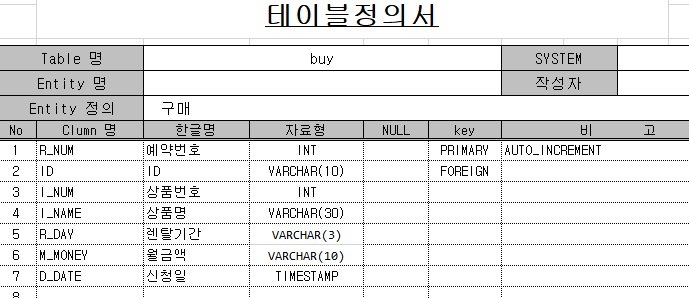 테이블정의서
Table 명 buy SYSTEM
Entity 명 작성자
Entity 정의 구매
No Clumn 명 한글명 자료형 NULL key 비 고
1 R_NUM 예약번호 INT PRIMARY AUTO_INCREMENT
2 ID ID VARCHAR(10) FOREIGN
3 I_NUM 상품번호 INT
4 I_NAME 상품명 VARCHAR(30)
5 R_DAY 렌탈기간 VARCHAR(3)
6 M_MONEY 월금액 VARCHAR(10)
7 D_DATE 신청일 TIMESTAMP
8